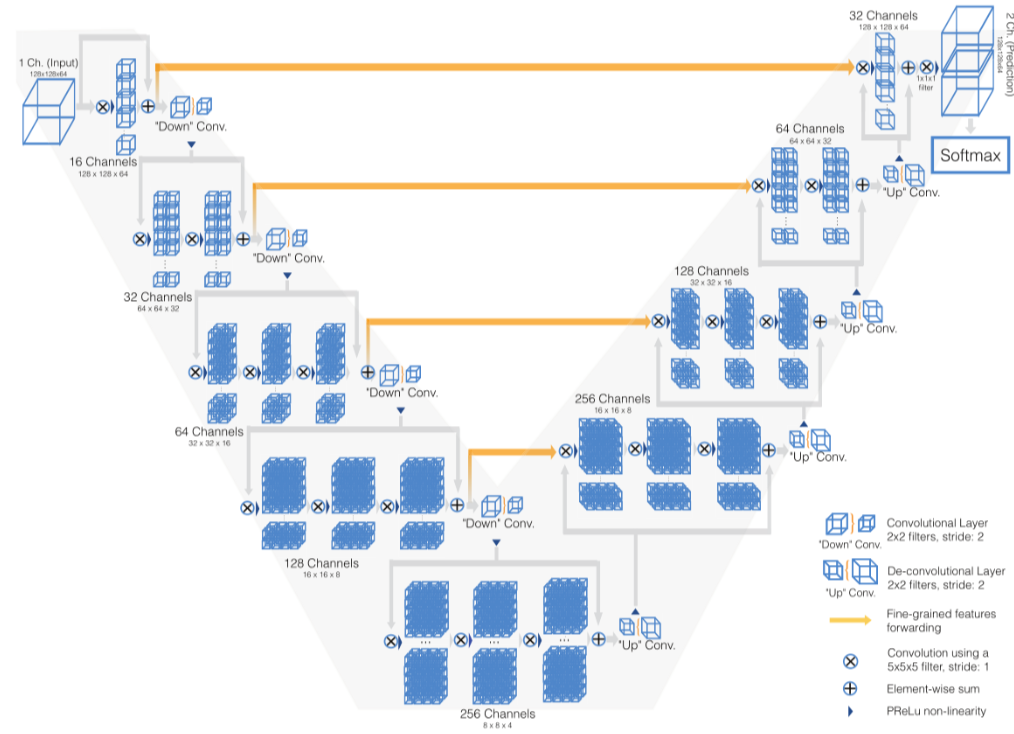 1 Ch. (Input)
128x128x64
"Down" Conv.
16 Channels
128 x 128 x 64
"Down" Conv.
32 Channels
64 x 64 x 32
"Down" Conv.
64 Channels
32 x 32 x 16
"Down" Conv.
128 Channels
16 x 16 x 8
...
...
...
256 Channels
8 x 8 x 4
"Up" Conv.
256 Channels
16 x 16 x 8
"Up" Conv.
128 Channels
32 x 32 x 16
"Up" Conv.
64 Channels
64 x 64 x 32
"Up" Conv.
32 Channels
128 x 128 x 64
1x1x1
filter
2 Ch. (Prediction)
128x128x64
Softmax
"Down" Conv.
Convolutional Layer
2x2 filters, stride: 2
"Up" Conv.
De-convolutional Layer
2x2 filters, stride: 2
Fine-grained features
forwarding
Convolution using a
5x5x5 filter, stride: 1
Element-wise sum
PReLu non-linearity